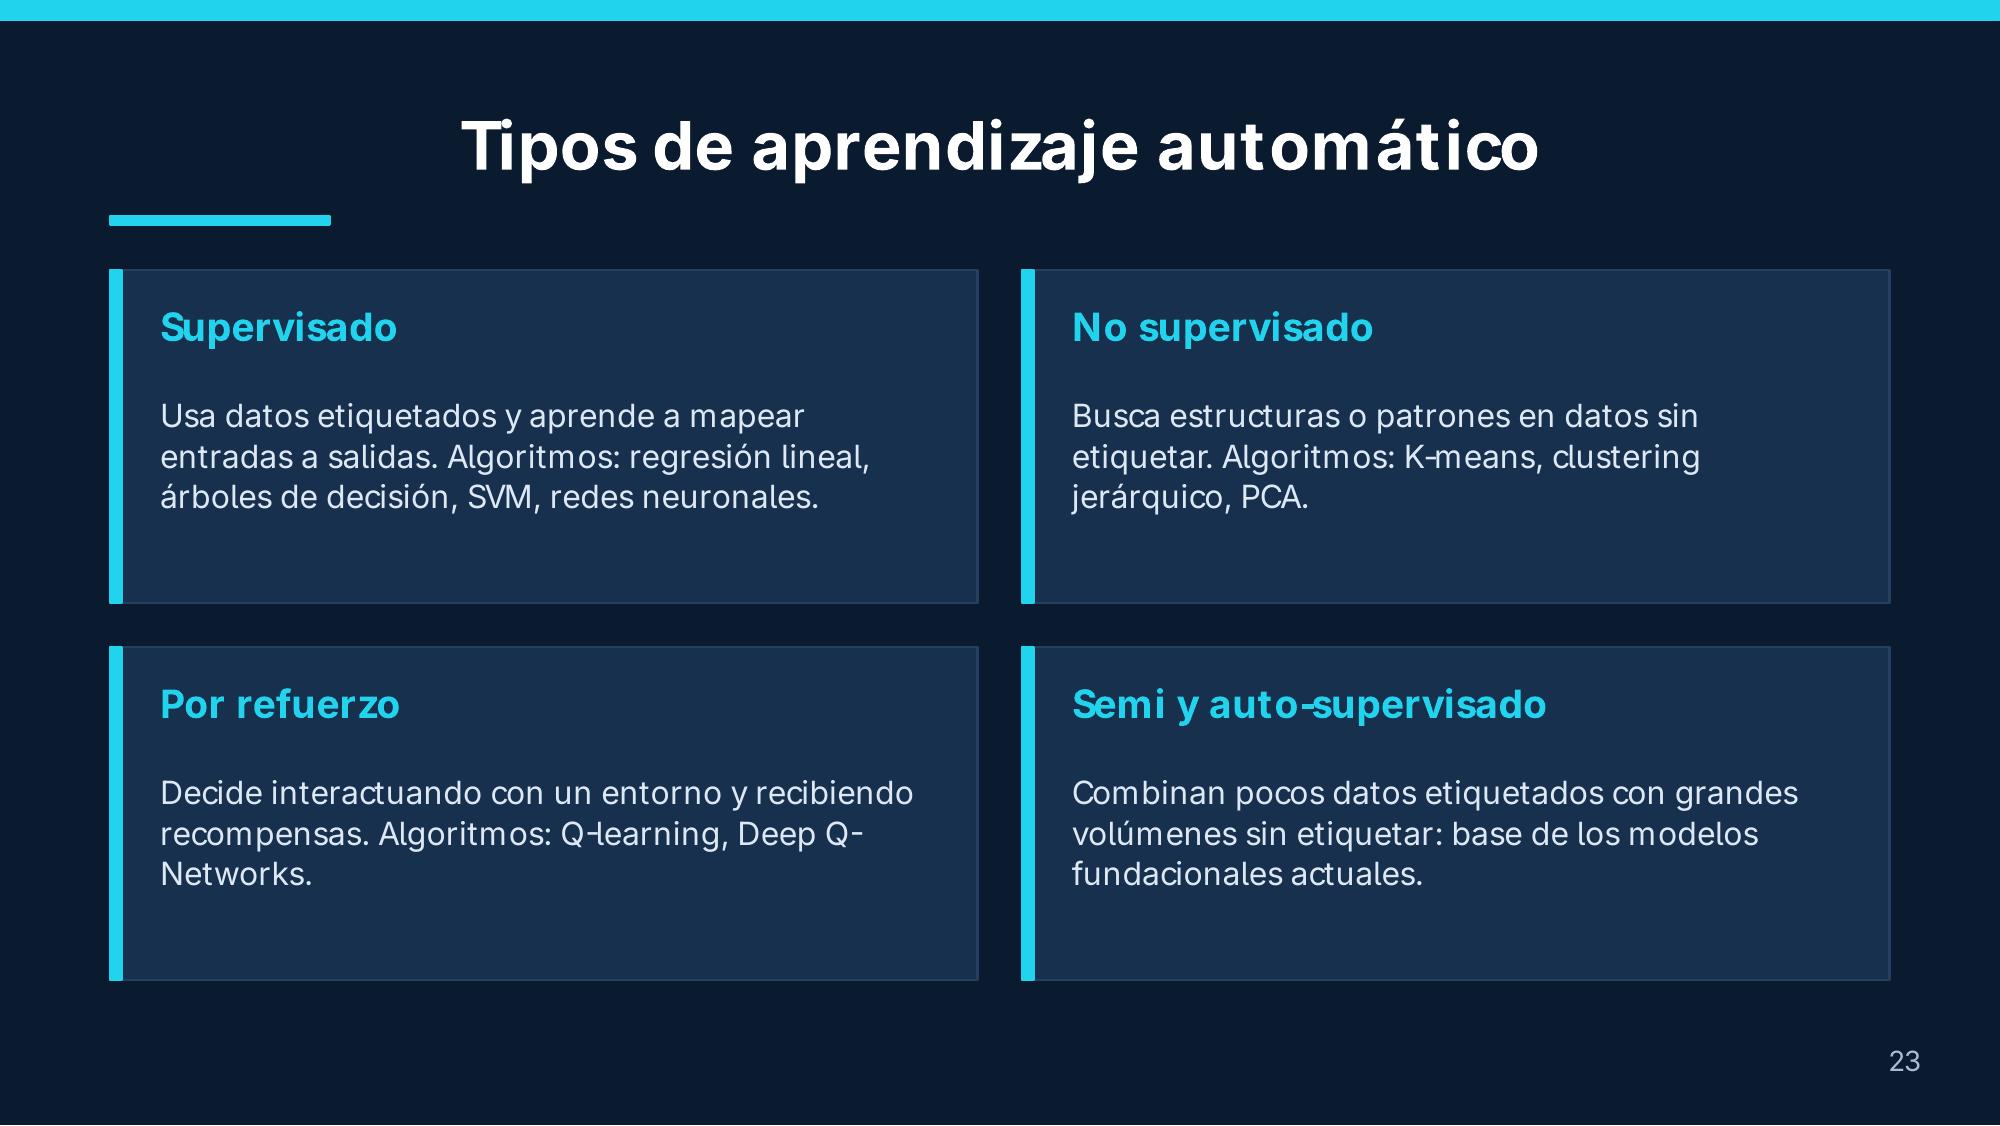 Tipos de aprendizaje automático
Supervisado
Usa datos etiquetados y aprende a mapear
entradas a salidas. Algoritmos: regresión lineal,
árboles de decisión, SVM, redes neuronales.
No supervisado
Busca estructuras o patrones en datos sin
etiquetar. Algoritmos: K-means, clustering
jerárquico, PCA.
Por refuerzo
Decide interactuando con un entorno y recibiendo
recompensas. Algoritmos: Q-learning, Deep Q-
Networks.
Semi y auto-supervisado
Combinan pocos datos etiquetados con grandes
volúmenes sin etiquetar: base de los modelos
fundacionales actuales.
23